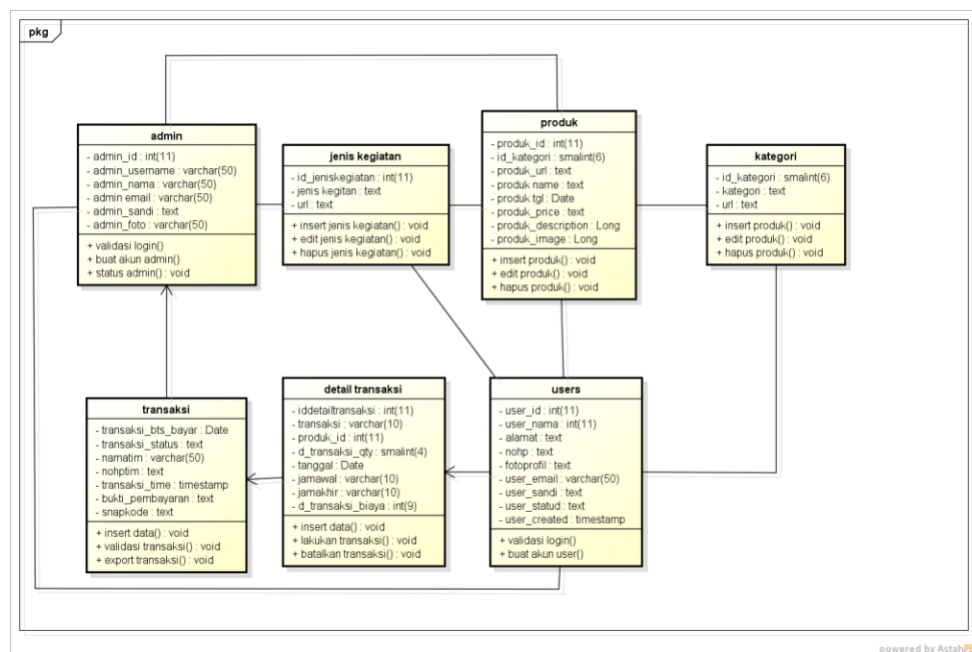 pkg
admin
- admin_id : int(11)
- admin_username : varchar(50)
- admin_nama : varchar(50)
- admin email : varchar(50)
- admin_sandi : text
- admin_foto : varchar(50)
+ validasi login()
+ buat akun admin()
+ status admin() : void
jenis kegiatan
- id_jeniskegiatan : int(11)
- jenis kegitan : text
- url : text
+ insert jenis kegiatan() : void
+ edit jenis kegiatan() : void
+ hapus jenis kegiatan() : void
produk
- produk_id : int(11)
- id_kategori : smalint(6)
- produk_url : text
- produk name : text
- produk tgl : Date
- produk_price : text
- produk_description : Long
- produk_image : Long
+ insert produk() : void
+ edit produk() : void
+ hapus produk() : void
kategori
- id_kategori : smalint(6)
- kategori : text
- url : text
+ insert produk() : void
+ edit produk() : void
+ hapus produk() : void
transaksi
- transaksi_bts_bayar : Date
- transaksi_status : text
- namatim : varchar(50)
- nohptim : text
- transaksi_time : timestamp
- bukti_pembayaran : text
- snapkode : text
+ insert data() : void
+ validasi transaksi() : void
+ export transaksi() : void
detail transaksi
- iddetailtransaksi : int(11)
- transaksi : varchar(10)
- produk_id : int(11)
- d_transaksi_qty : smalint(4)
- tanggal : Date
- jamawal : varchar(10)
- jamakhir : varchar(10)
- d_transaksi_biaya : int(9)
+ insert data() : void
+ lakukan transaksi() : void
+ batalkan transaksi() : void
users
- user_id : int(11)
- user_nama : int(11)
- alamat : text
- nohp : text
- fotoprofil : text
- user_email : varchar(50)
- user_sandi : text
- user_statud : text
- user_created : timestamp
+ validasi login()
+ buat akun user()
powered by Astah